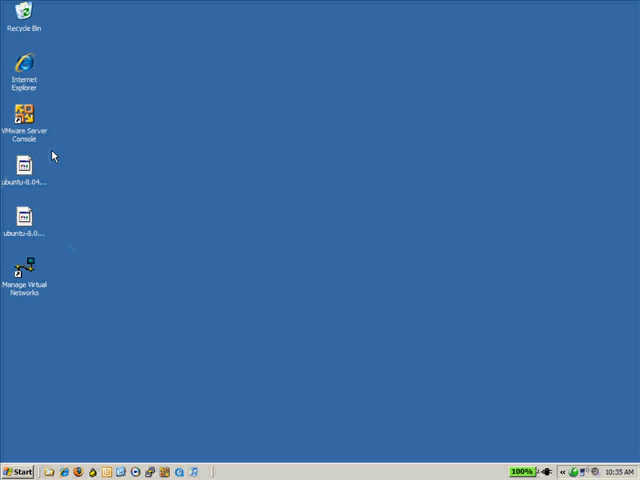 Recycle Bin
Internet
Explorer
VMware Server
Console
ubuntu-8.04...
ubuntu-8.0...
Manage Virtual
Networks
Start
100%
10:35 AM